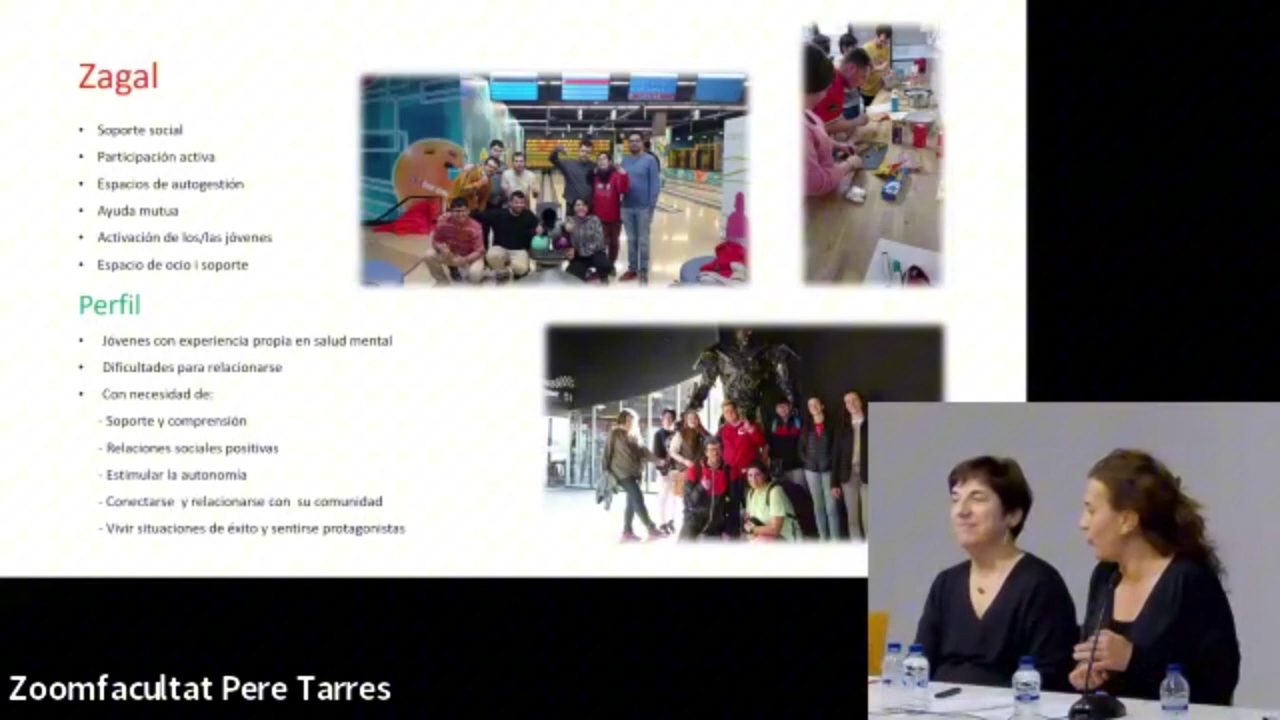 Zagal
• Soporte social
• Participación activa
• Espacios de autogestión
• Ayuda mutua
• Activación de los/las jóvenes
• Espacio de ocio i soporte
Perfil
• Jóvenes con experiencia propia en salud mental
• Dificultades para relacionarse
• Con necesidad de:
- Soporte y comprensión
- Relaciones sociales positivas
- Estimular la autonomía
- Conectarse y relacionarse con su comunidad
- Vivir situaciones de éxito y sentirse protagonistas
Zoomfacultat Pere Tarres